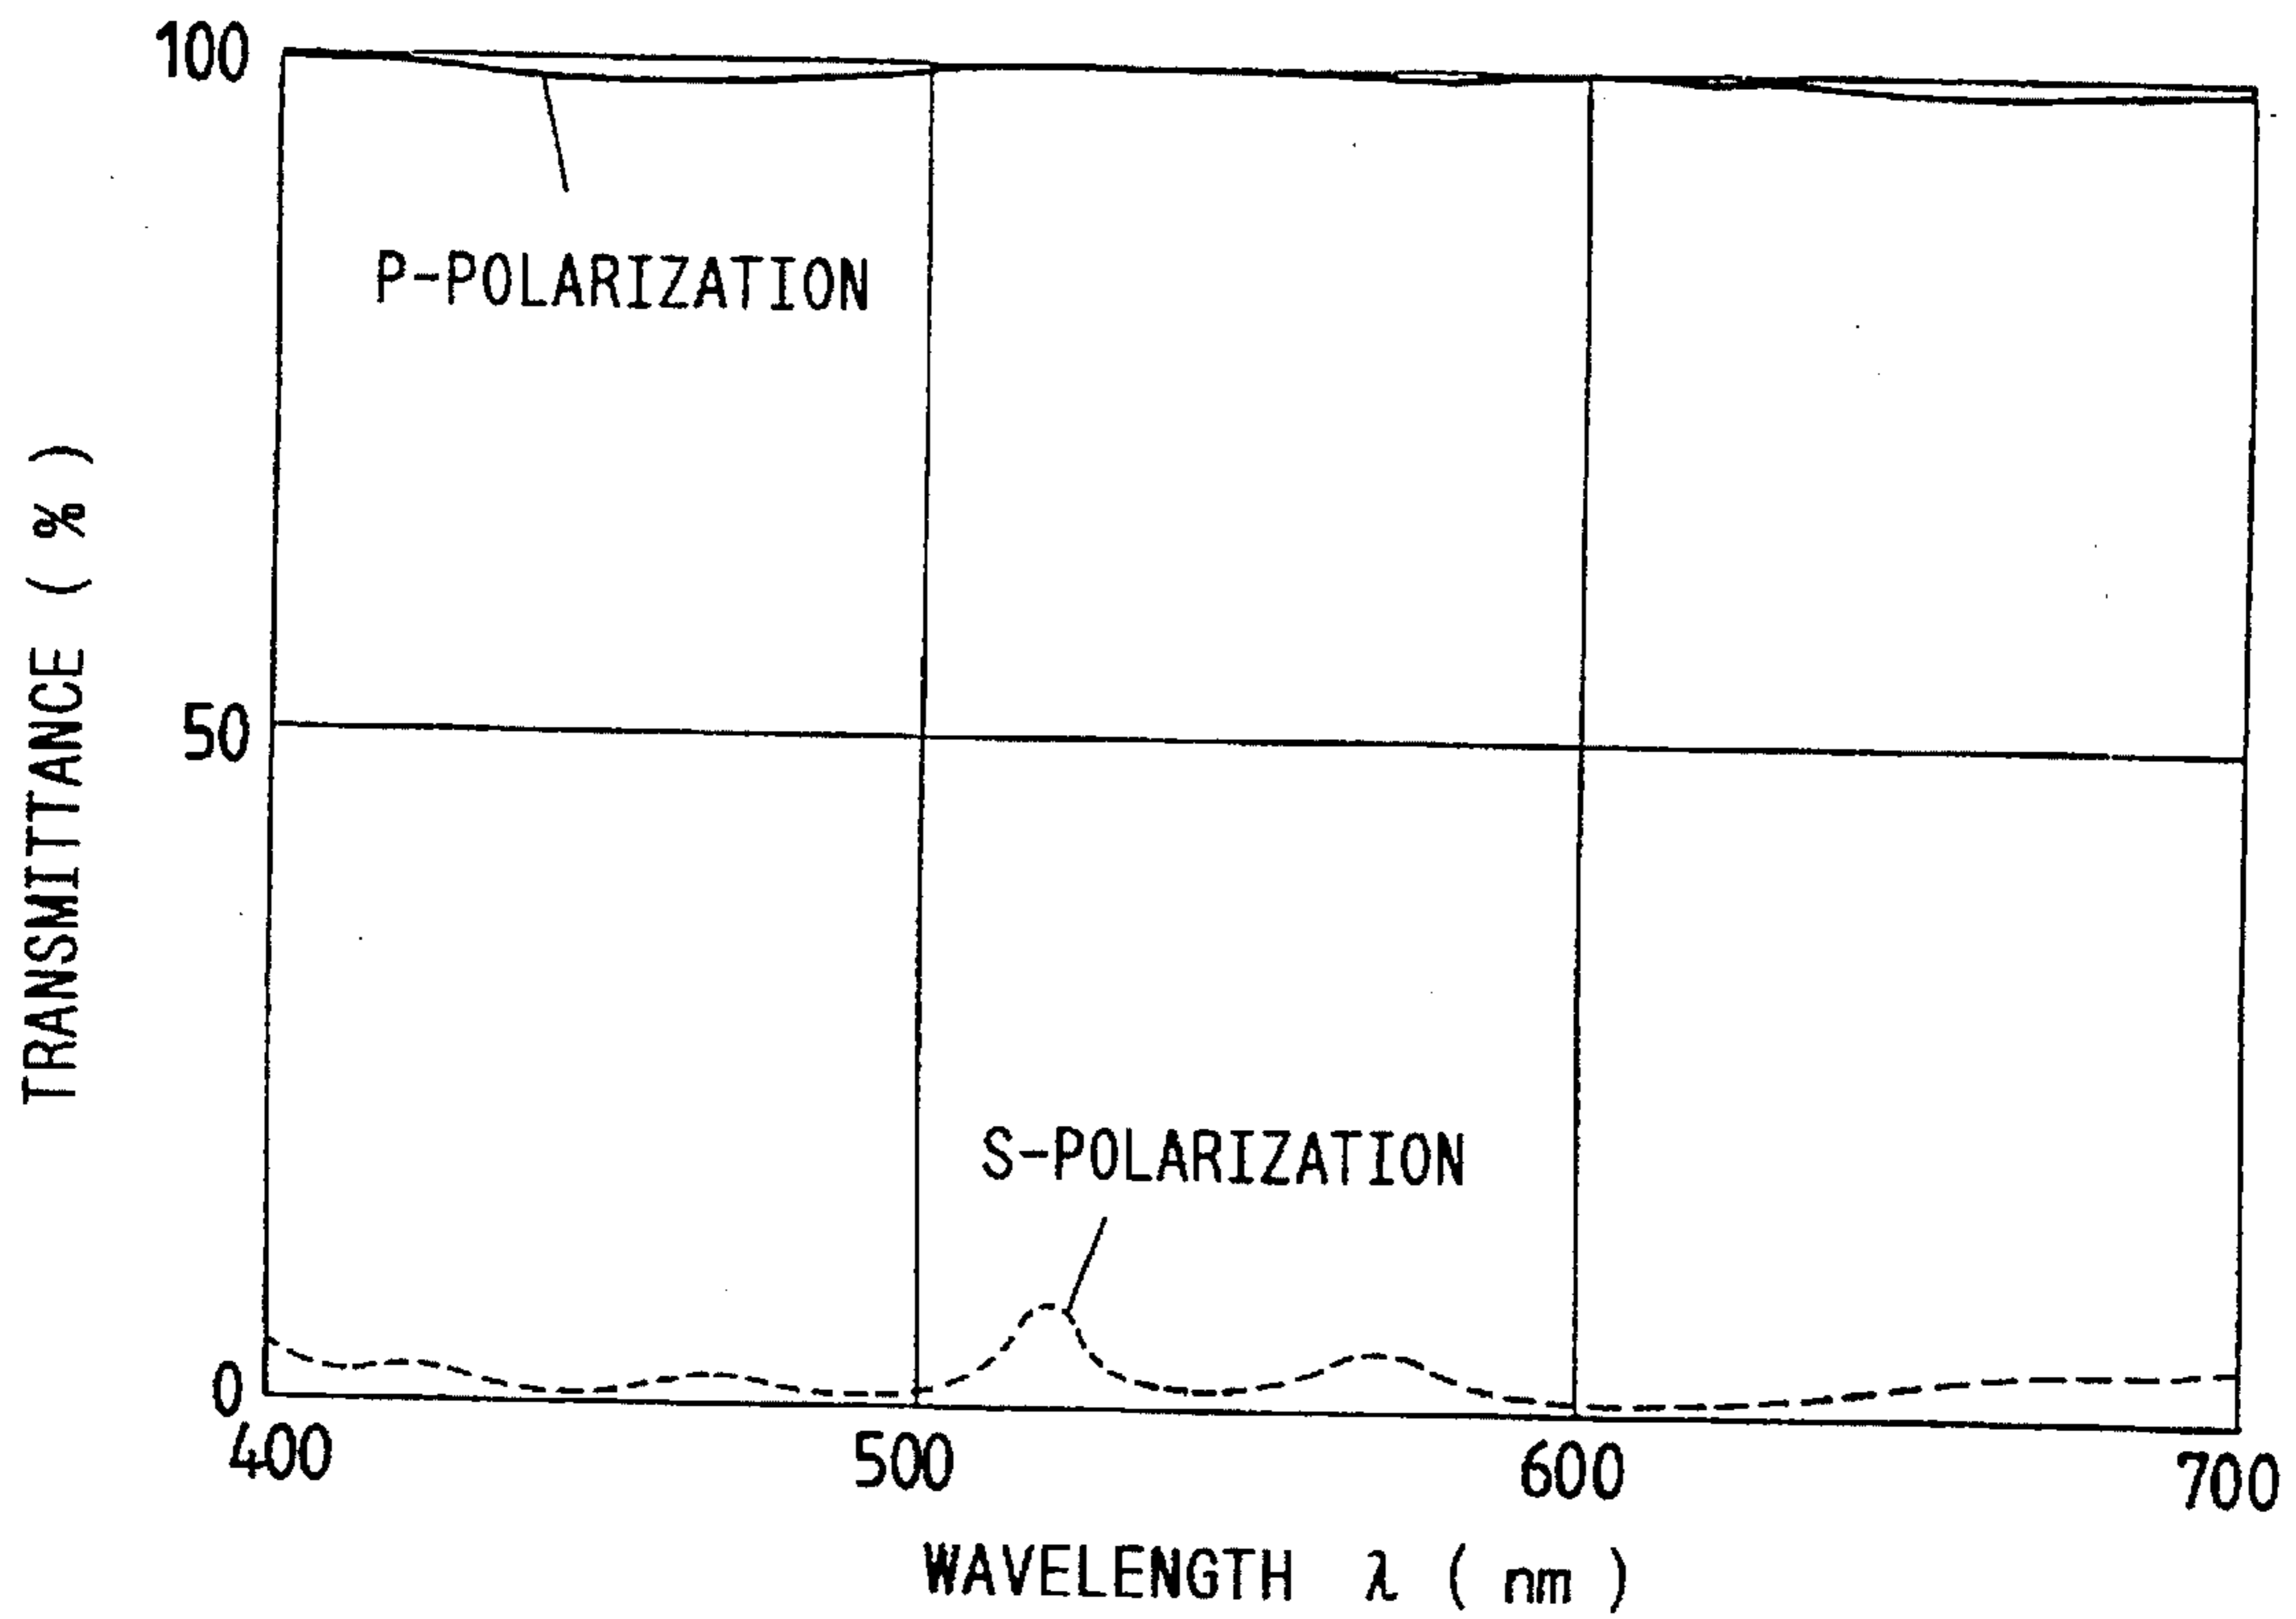 100
P-POLARIZATION
TRANSMITTANCE ( % )
50
S-POLARIZATION
0
400
500
600
700
WAVELENGTH λ ( nm )